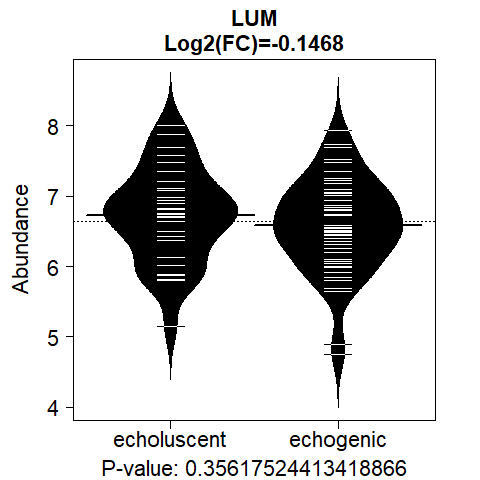 LUM
Log2(FC)=-0.1468
Abundance
8
7
6
5
4
echoluscent echogenic
P-value: 0.35617524413418866